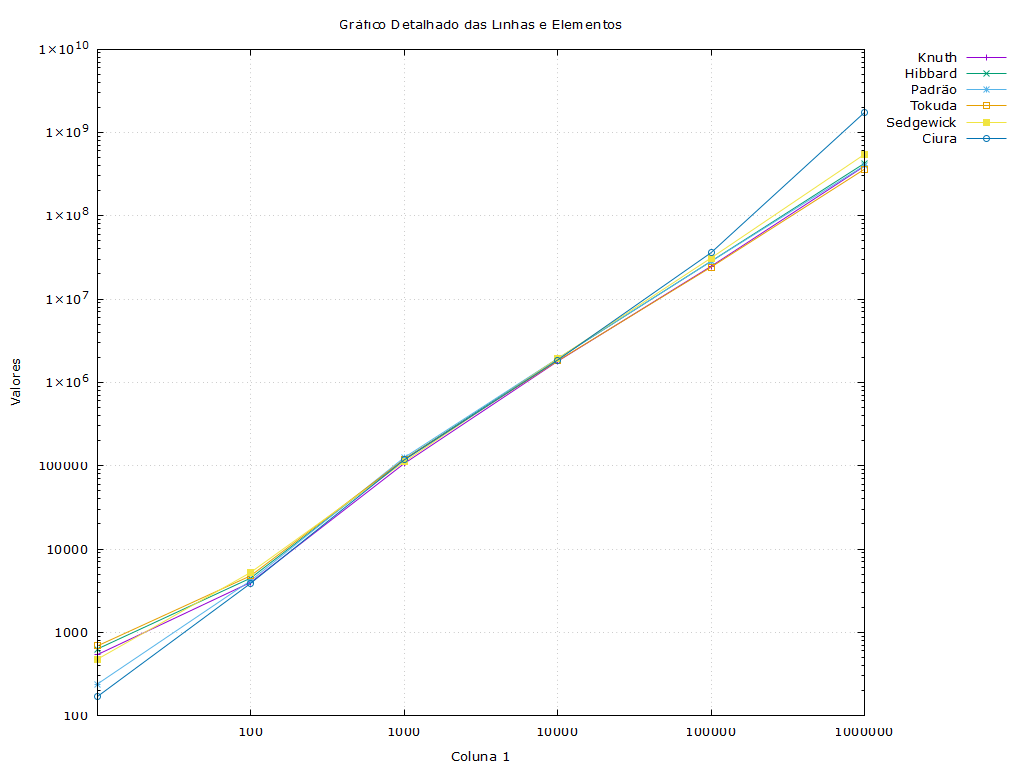 Gráfico Detalhado das Linhas e Elementos
1×10^10
1×10^9
1×10^8
1×10^7
1×10^6
100000
10000
1000
100
Valores
100
1000
10000
100000
1000000
Coluna 1
Knuth
Hibbard
Padrão
Tokuda
Sedgewick
Ciura